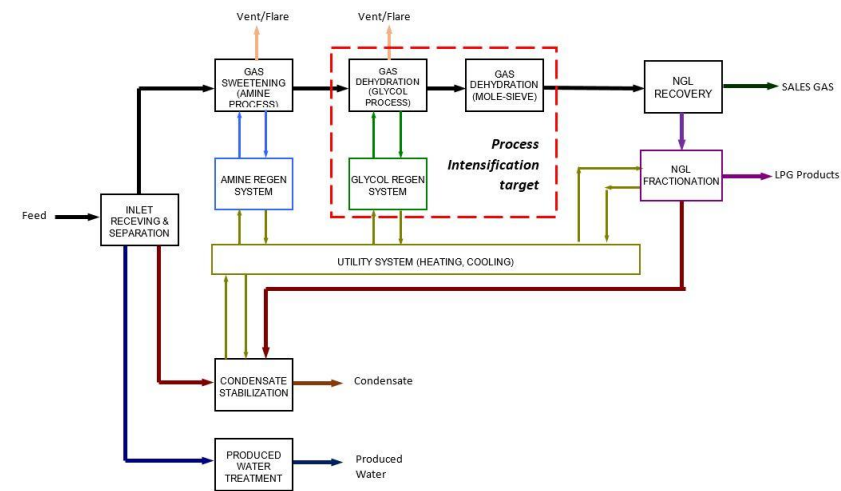 Vent/Flare
Vent/Flare
GAS
SWEETENING
(AMINE
PROCESS)
GAS
DEHYDRATION
(GLYCOL
PROCESS)
GAS
DEHYDRATION
(MOLE-SIEVE)
NGL
RECOVERY
SALES GAS
Process
Intensification
target
AMINE REGEN
SYSTEM
GLYCOL REGEN
SYSTEM
NGL
FRACTIONATION
LPG Products
Feed
INLET
RECEVING &
SEPARATION
UTILITY SYSTEM (HEATING, COOLING)
CONDENSATE
STABILIZATION
Condensate
PRODUCED
WATER
TREATMENT
Produced
Water